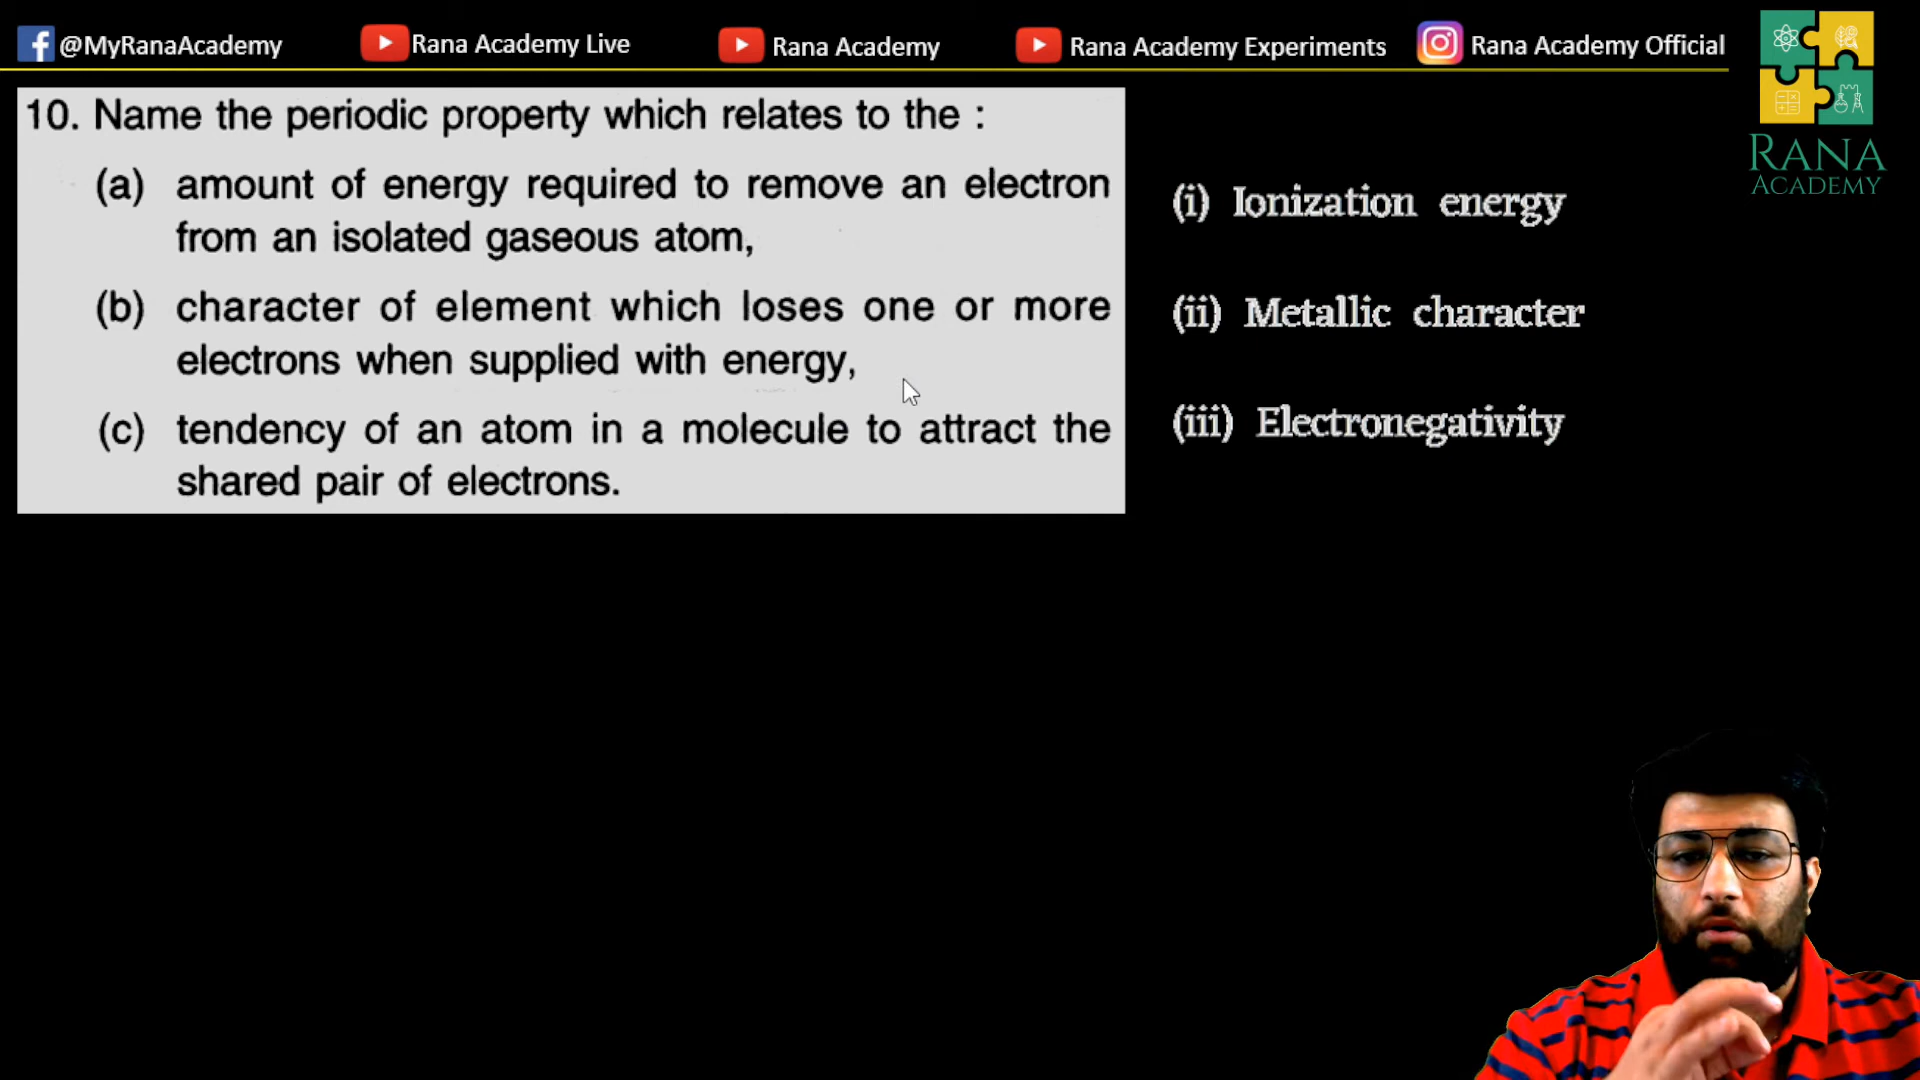 @MyRanaAcademy Rana Academy Live Rana Academy Rana Academy Experiments Rana Academy Official
RANA
ACADEMY
10. Name the periodic property which relates to the :
(a) amount of energy required to remove an electron
from an isolated gaseous atom,
(b) character of element which loses one or more
electrons when supplied with energy,
(c) tendency of an atom in a molecule to attract the
shared pair of electrons.
(i) Ionization energy
(ii) Metallic character
(iii) Electronegativity